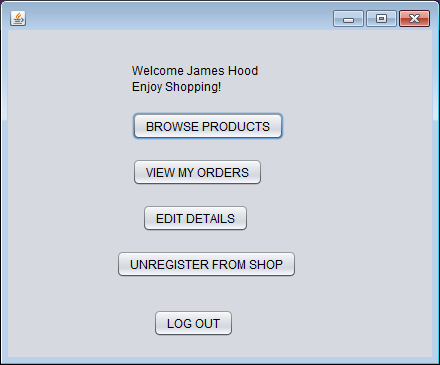 Welcome James Hood
Enjoy Shopping!
BROWSE PRODUCTS
VIEW MY ORDERS
EDIT DETAILS
UNREGISTER FROM SHOP
LOG OUT